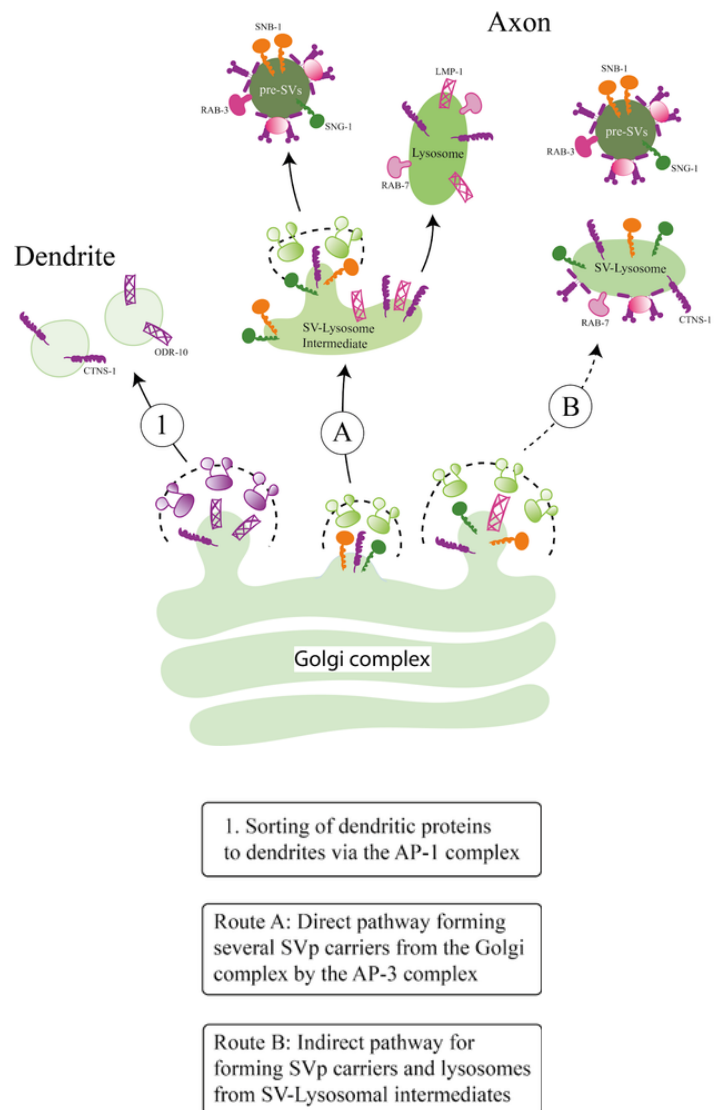 Axon
SNB-1
pre-SVs
RAB-3
SNG-1
LMP-1
Lysosome
RAB-7
SNB-1
pre-SVs
RAB-3
SNG-1
Dendrite
ODR-10
CTNS-1
SV-Lysosome
Intermediate
SV-Lysosome
RAB-7
CTNS-1
1
A
B
Golgi complex
1. Sorting of dendritic proteins
to dendrites via the AP-1 complex
Route A: Direct pathway forming
several SVp carriers from the Golgi
complex by the AP-3 complex
Route B: Indirect pathway for
forming SVp carriers and lysosomes
from SV-Lysosomal intermediates